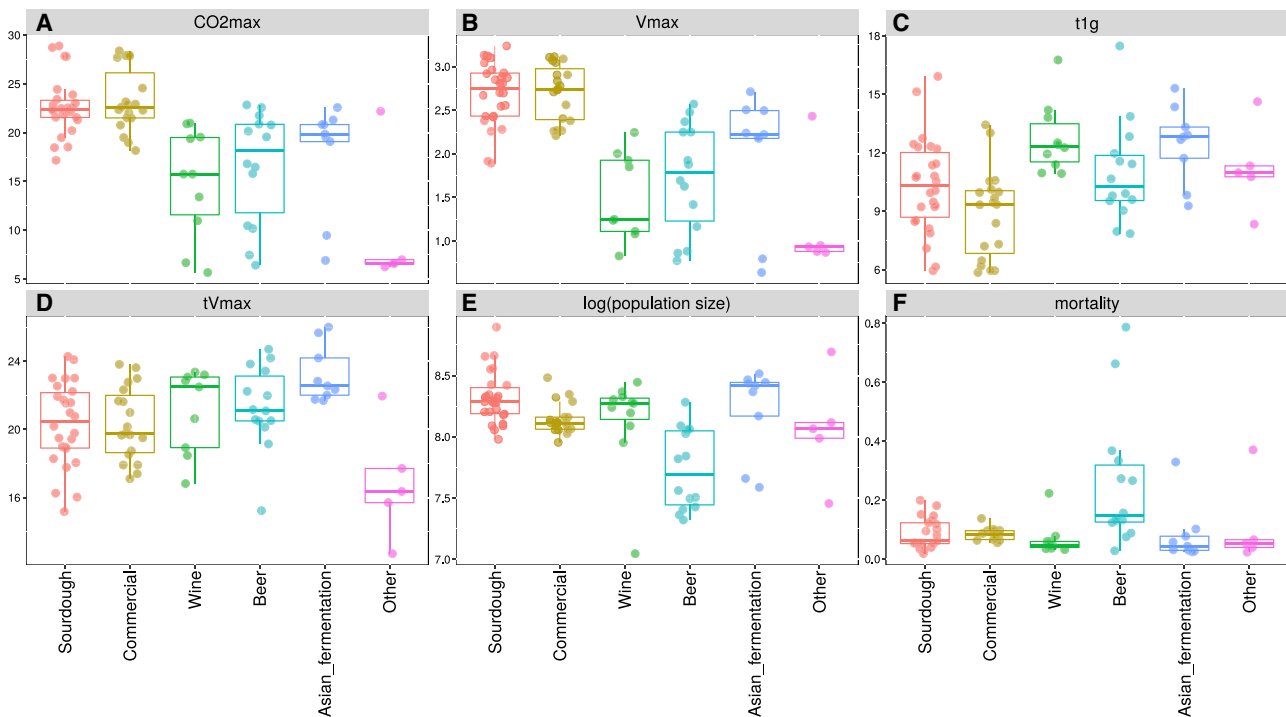 A CO2max
B Vmax
C t1g
30
25
20
15
10
5
3.0
2.5
2.0
1.5
1.0
18
15
12
9
6
D tVmax
E log(population size)
F mortality
24
20
16
8.5
8.0
7.5
7.0
0.8
0.6
0.4
0.2
0.0
Sourdough
Commercial
Wine
Beer
Asian_fermentation
Other
Sourdough
Commercial
Wine
Beer
Asian_fermentation
Other
Sourdough
Commercial
Wine
Beer
Asian_fermentation
Other